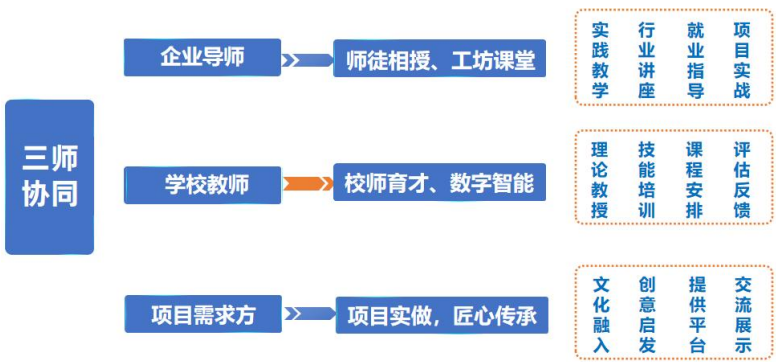 三师
协同
企业导师
师徒相授、工坊课堂
实践教学
行业讲座
就业指导
项目实战
学校教师
校师育才、数字智能
理论教授
技能培训
课程安排
评估反馈
项目需求方
项目实做，匠心传承
文化融入
创意启发
提供平台
交流展示